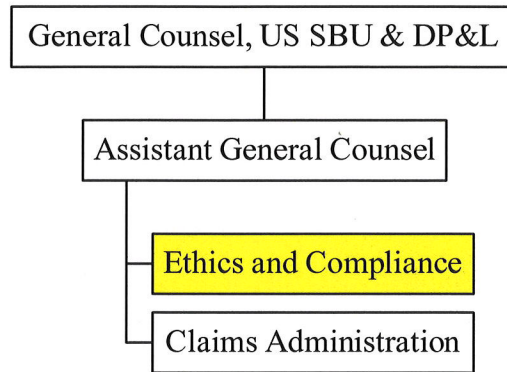 General Counsel, US SBU & DP&L
Assistant General Counsel
Ethics and Compliance
Claims Administration